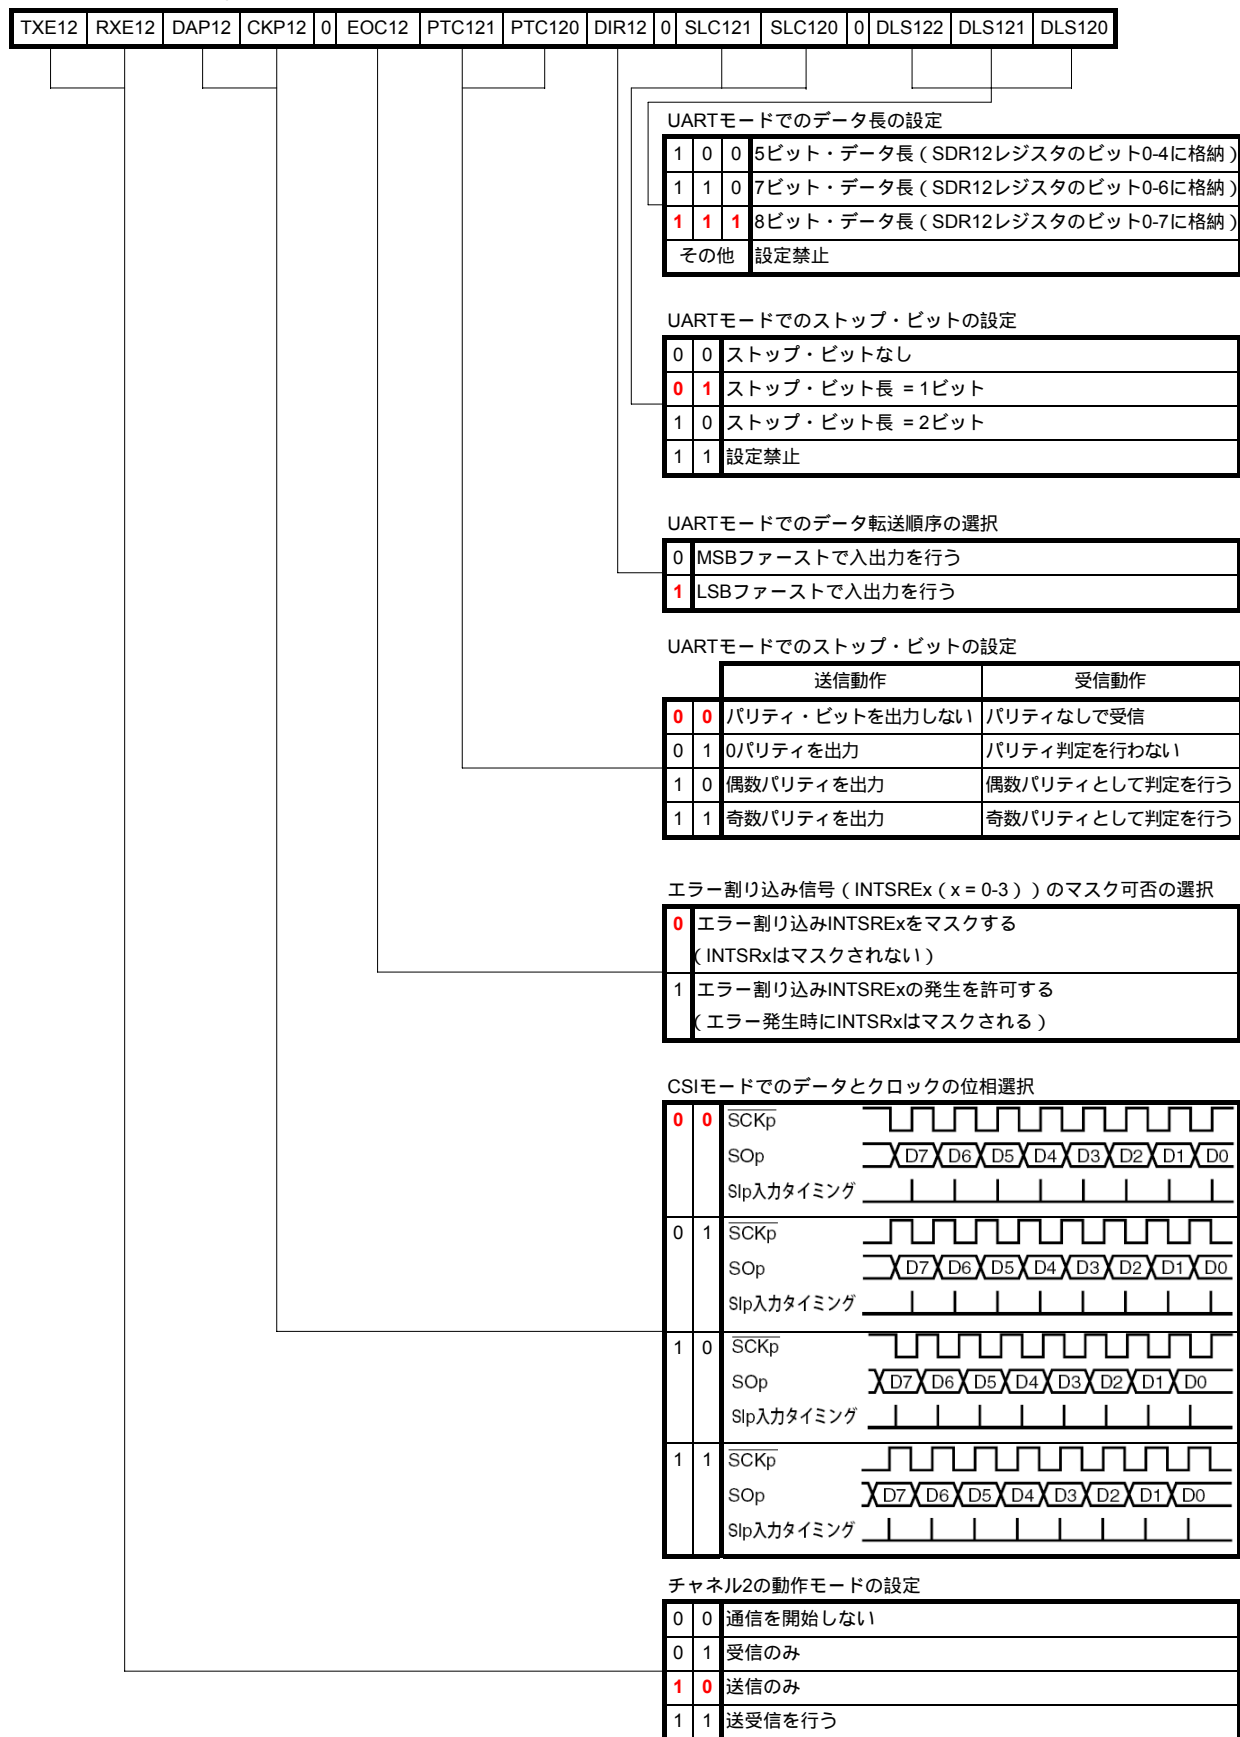 TXE12 RXE12 DAP12 CKP12 0 EOC12 PTC121 PTC120 DIR12 0 SLC121 SLC120 0 DLS122 DLS121 DLS120
UARTモードでのデータ長の設定
1 0 0 5ビット・データ長（SDR12レジスタのビット0-4に格納）
1 1 0 7ビット・データ長（SDR12レジスタのビット0-6に格納）
1 1 1 8ビット・データ長（SDR12レジスタのビット0-7に格納）
その他 設定禁止
UARTモードでのストップ・ビットの設定
0 0 ストップ・ビットなし
0 1 ストップ・ビット長 = 1ビット
1 0 ストップ・ビット長 = 2ビット
1 1 設定禁止
UARTモードでのデータ転送順序の選択
0 MSBファーストで入出力を行う
1 LSBファーストで入出力を行う
UARTモードでのストップ・ビットの設定
送信動作 受信動作
0 0 パリティ・ビットを出力しない パリティなしで受信
0 1 0パリティを出力 パリティ判定を行わない
1 0 偶数パリティを出力 偶数パリティとして判定を行う
1 1 奇数パリティを出力 奇数パリティとして判定を行う
エラー割り込み信号（INTSREx（x = 0-3））のマスク可否の選択
0 エラー割り込みINTSRExをマスクする
（INTSRxはマスクされない）
1 エラー割り込みINTSRExの発生を許可する
（エラー発生時にINTSRxはマスクされる）
CSIモードでのデータとクロックの位相選択
0 0 SCKp
SOp D7 D6 D5 D4 D3 D2 D1 D0
SIp入力タイミング
0 1 SCKp
SOp D7 D6 D5 D4 D3 D2 D1 D0
SIp入力タイミング
1 0 SCKp
SOp D7 D6 D5 D4 D3 D2 D1 D0
SIp入力タイミング
1 1 SCKp
SOp D7 D6 D5 D4 D3 D2 D1 D0
SIp入力タイミング
チャネル2の動作モードの設定
0 0 通信を開始しない
0 1 受信のみ
1 0 送信のみ
1 1 送受信を行う